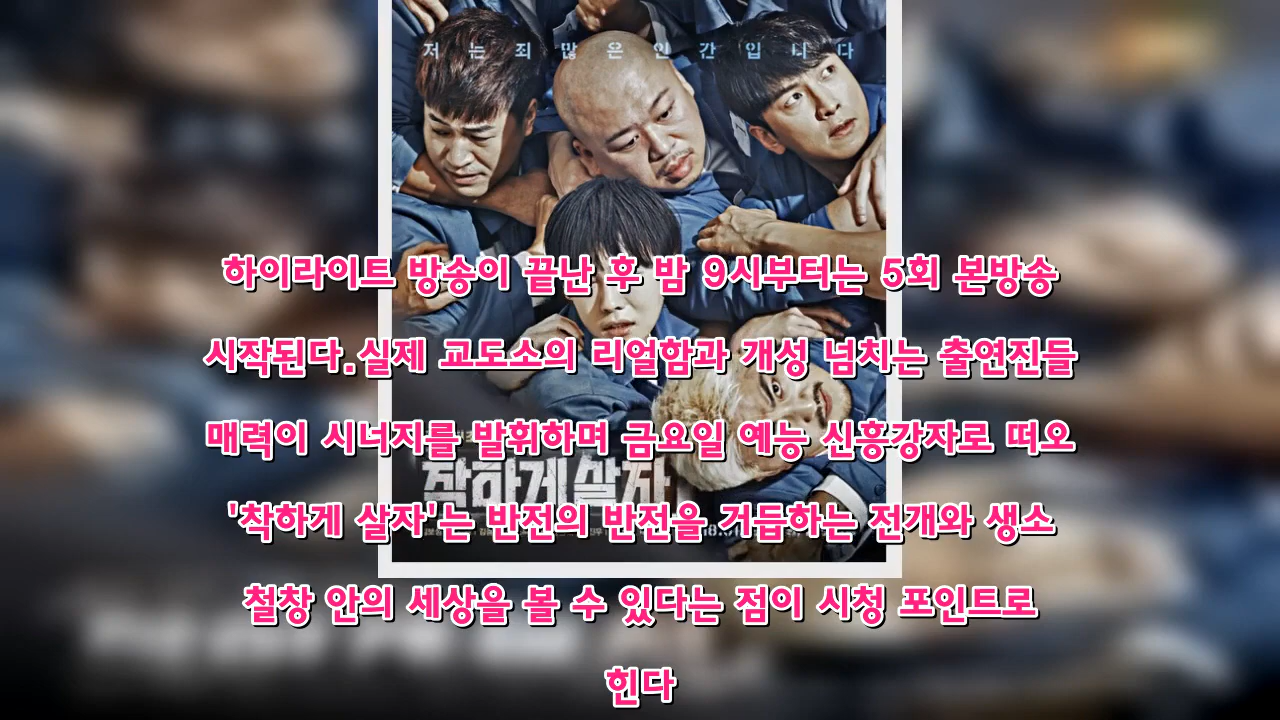 저는 죄 많은 인간입니다
하이라이트 방송이 끝난 후 밤 9시부터는 5회 본방송
시작된다.실제 교도소의 리얼함과 개성 넘치는 출연진들
매력이 시너지를 발휘하며 금요일 예능 신흥강자로 떠오
착하게 살자
'착하게 살자'는 반전의 반전을 거듭하는 전개와 생소
철창 안의 세상을 볼 수 있다는 점이 시청 포인트로
힌다